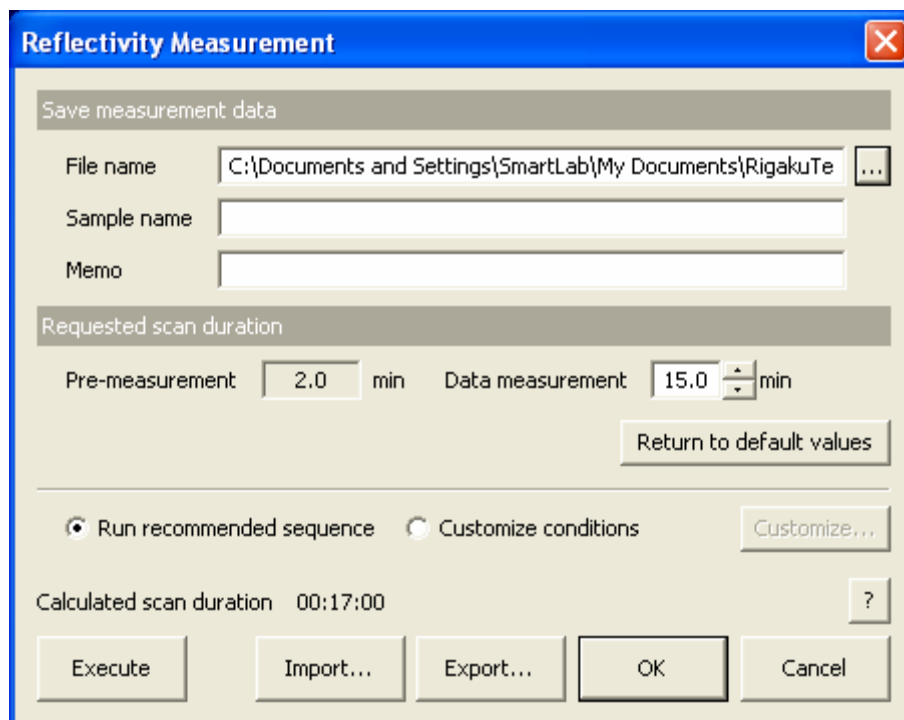 Reflectivity Measurement
Save measurement data
File name C:\Documents and Settings\SmartLab\My Documents\RigakuTe ...
Sample name
Memo
Requested scan duration
Pre-measurement 2.0 min Data measurement 15.0 min
Return to default values
Run recommended sequence Customize conditions Customize...
Calculated scan duration 00:17:00 ?
Execute Import... Export... OK Cancel